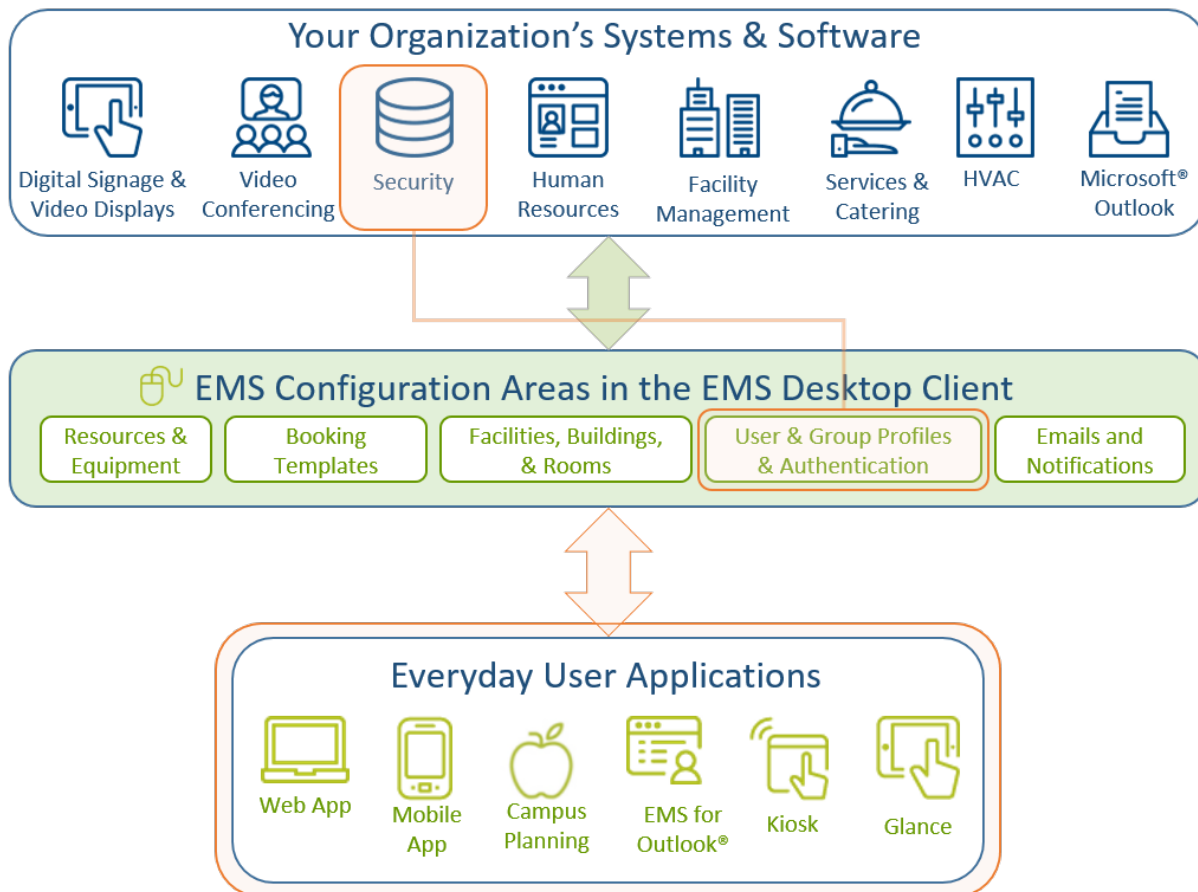 Your Organization’s Systems & Software
Digital Signage &
Video Displays
Video
Conferencing
Security
Human
Resources
Facility
Management
Services &
Catering
HVAC
Microsoft®
Outlook
EMS Configuration Areas in the EMS Desktop Client
Resources &
Equipment
Booking
Templates
Facilities, Buildings,
& Rooms
User & Group Profiles
& Authentication
Emails and
Notifications
Everyday User Applications
Web App
Mobile
App
Campus
Planning
EMS for
Outlook®
Kiosk
Glance